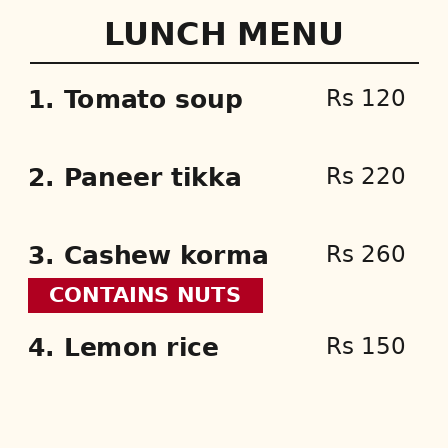 LUNCH MENU
1. Tomato soup Rs 120
2. Paneer tikka Rs 220
3. Cashew korma Rs 260
CONTAINS NUTS
4. Lemon rice Rs 150